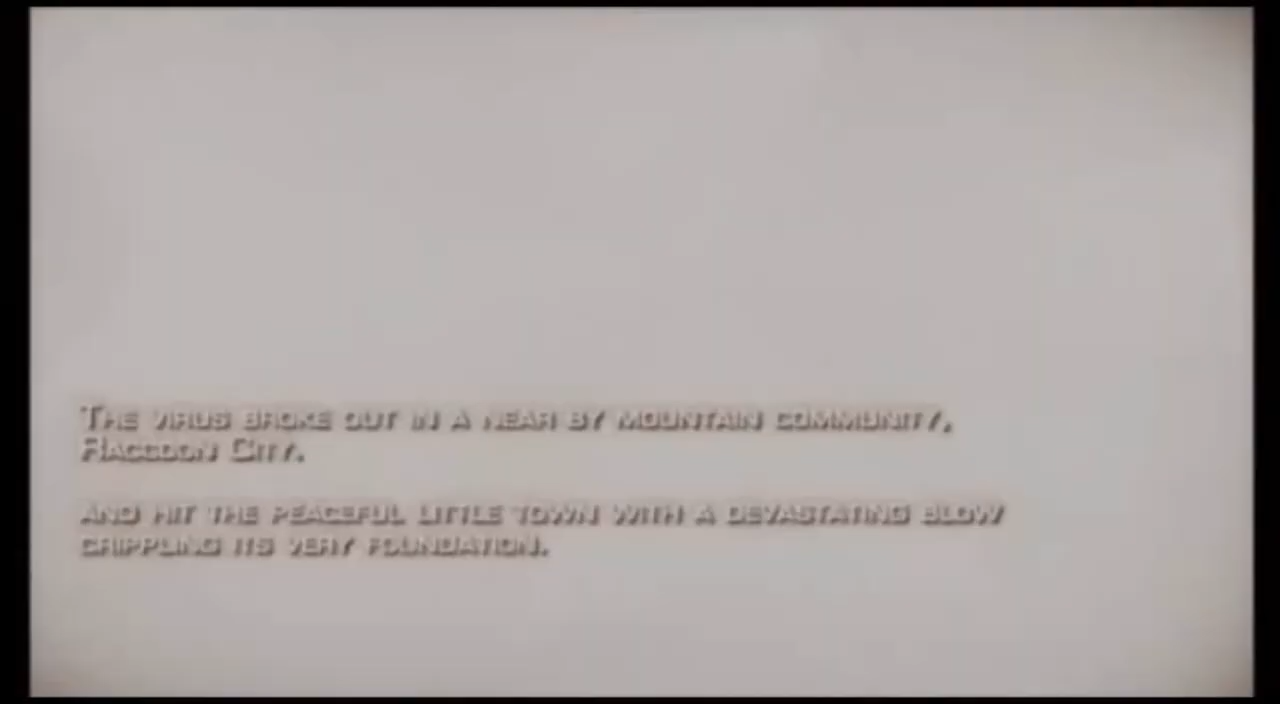 The virus broke out in a near by mountain community,
Raccoon City.
and hit the peaceful little town with a devastating blow
crippling its very foundation.